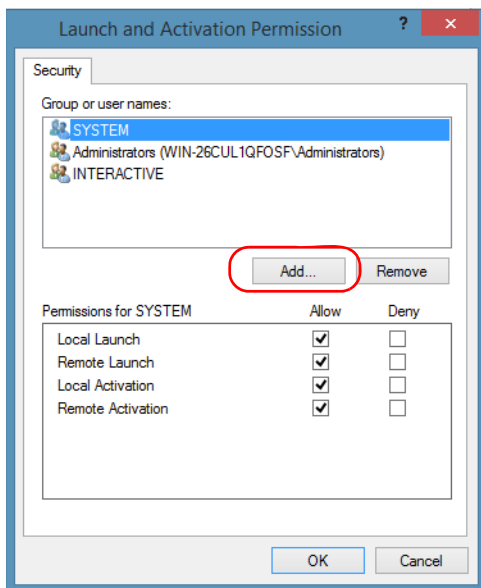 Launch and Activation Permission ?
Security
Group or user names:
SYSTEM
Administrators (WIN-26CUL1QFOSF\Administrators)
INTERACTIVE
Add... Remove
Permissions for SYSTEM Allow Deny
Local Launch
Remote Launch
Local Activation
Remote Activation
OK Cancel